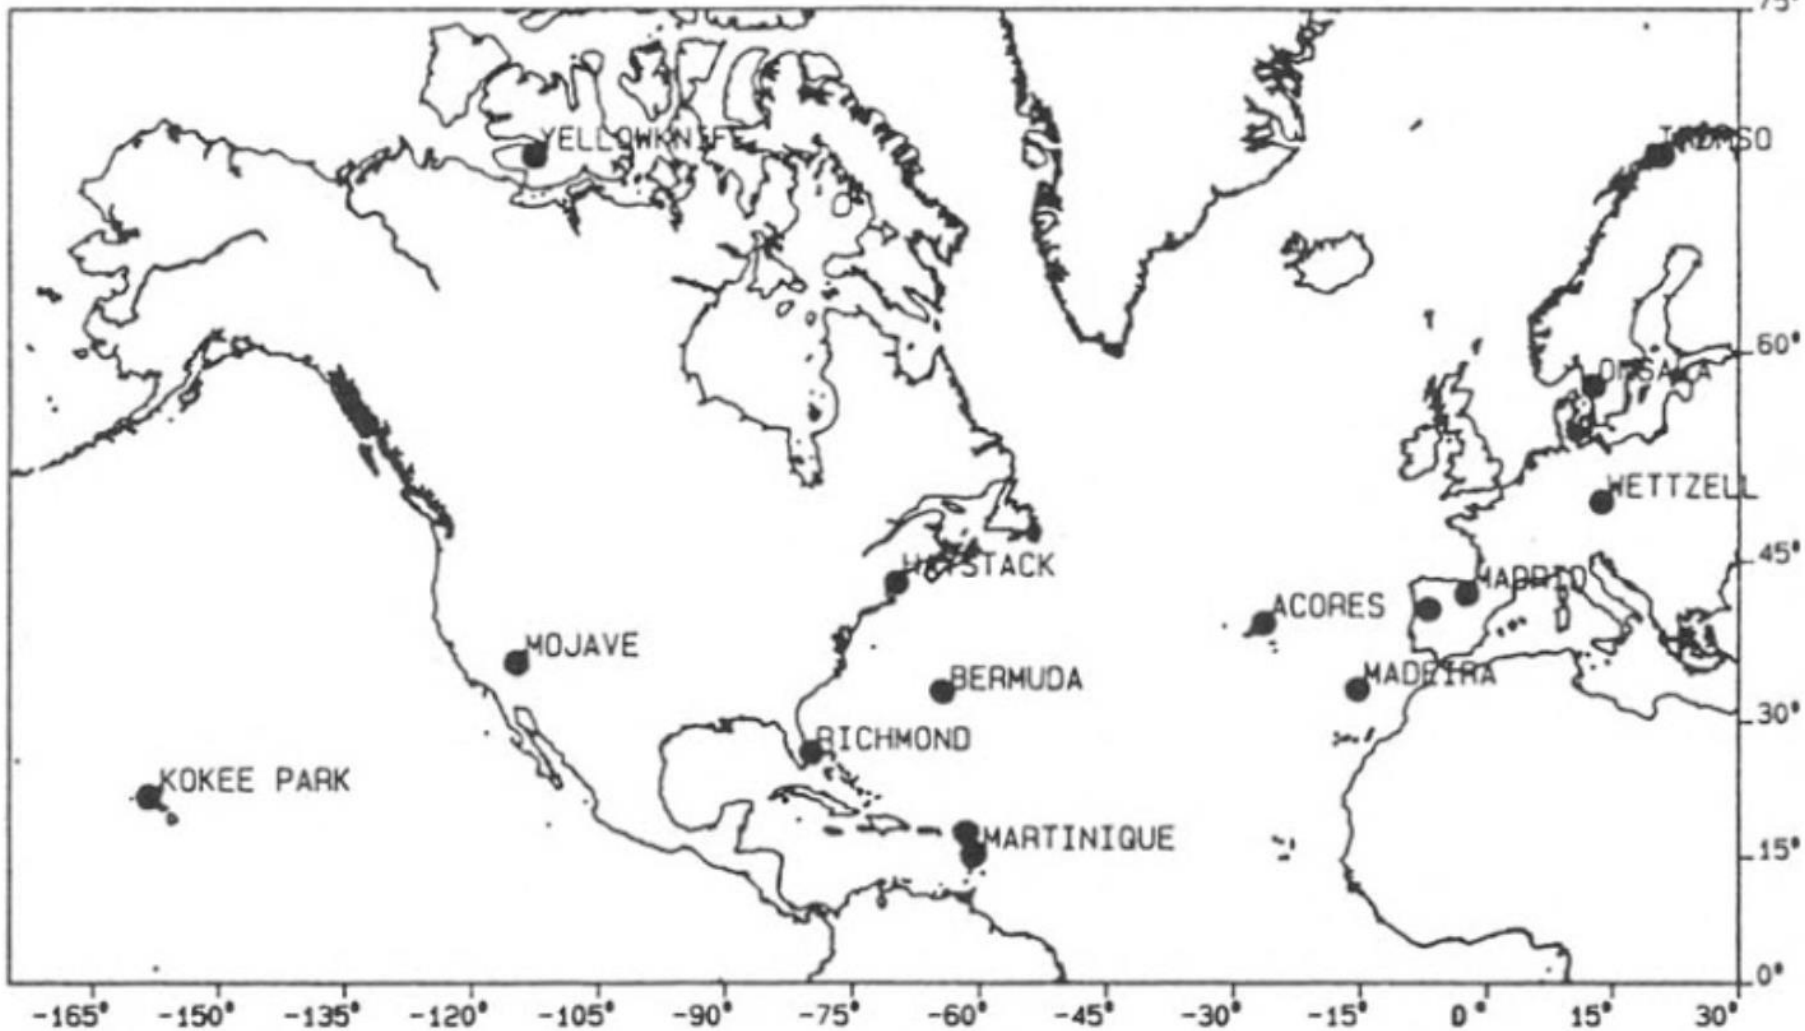 75°
YELLOWKNIFE
TROMSO
60°
ONSALA
WETTZELL
45°
HAYSTACK
MADRID
ACORES
MOJAVE
BERMUDA
MADEIRA
30°
RICHMOND
KOKEE PARK
MARTINIQUE
15°
0°
-165° -150° -135° -120° -105° -90° -75° -60° -45° -30° -15° 0° 15° 30°